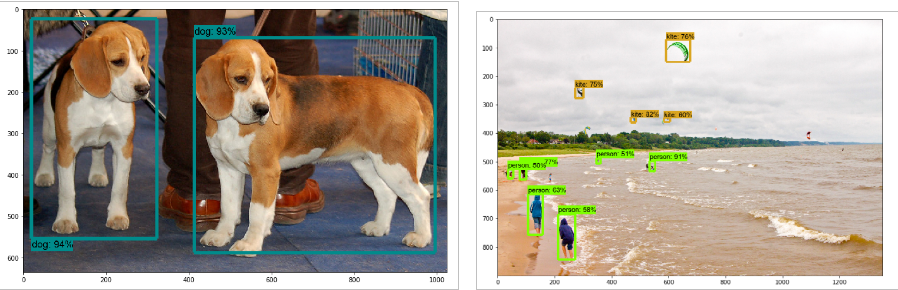 dog: 93%
dog: 94%
0
100
200
300
400
500
600
0
200
400
600
800
1000
kite: 76%
kite: 75%
kite: 82%
kite: 60%
person: 51%
person: 91%
person: 50%
77%
person: 63%
person: 58%
0
100
200
300
400
500
600
700
800
0
200
400
600
800
1000
1200